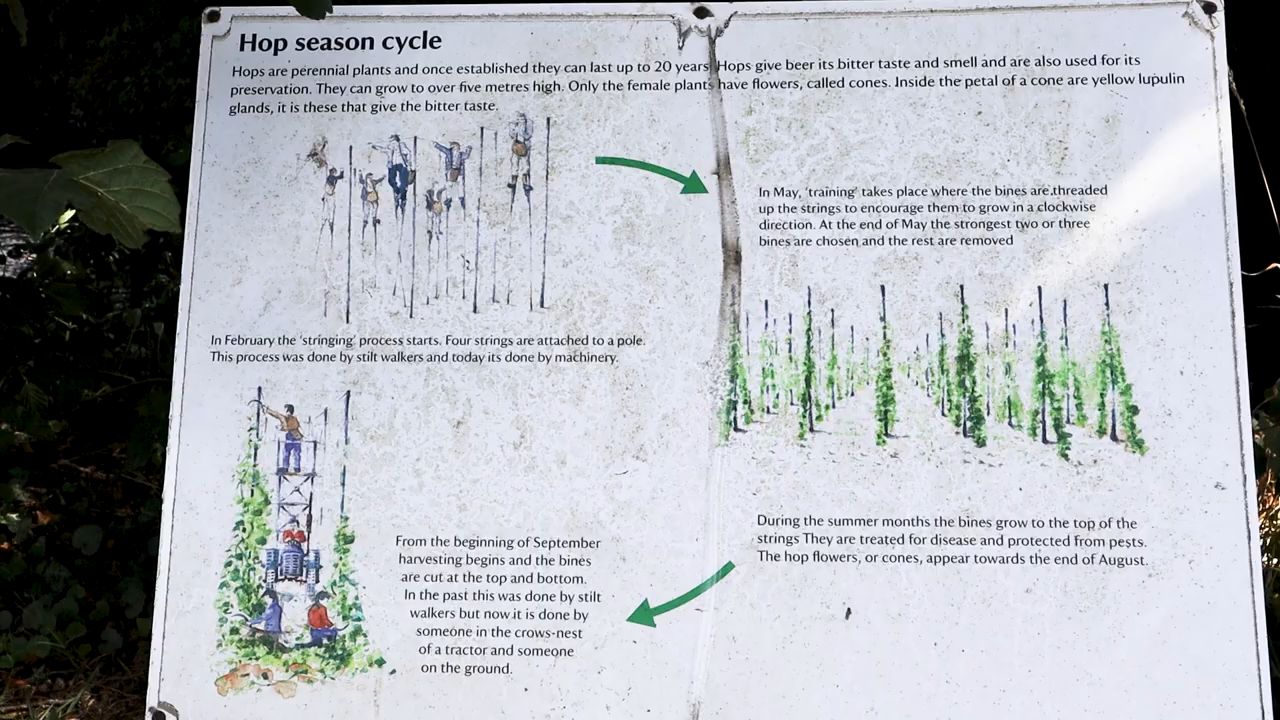 Hop season cycle
Hops are perennial plants and once established they can last up to 20 years Hops give beer its bitter taste and smell and are also used for its
preservation. They can grow to over five metres high. Only the female plants have flowers, called cones. Inside the petal of a cone are yellow lupulin
glands, it is these that give the bitter taste.
In May, 'training' takes place where the bines are threaded
up the strings to encourage them to grow in a clockwise
direction. At the end of May the strongest two or three
bines are chosen and the rest are removed
In February the 'stringing' process starts. Four strings are attached to a pole.
This process was done by stilt walkers and today its done by machinery.
During the summer months the bines grow to the top of the
strings They are treated for disease and protected from pests.
The hop flowers, or cones, appear towards the end of August.
From the beginning of September
harvesting begins and the bines
are cut at the top and bottom.
In the past this was done by stilt
walkers but now it is done by
someone in the crows-nest
of a tractor and someone
on the ground.